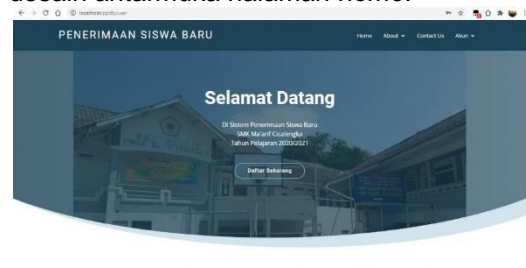 desain antarmuka halaman home.
localhost/ppdb/user
PENERIMAAN SISWA BARU
Home About Contact Us Akun
Selamat Datang
Di Sistem Penerimaan Siswa Baru
SMK Ma'arif Cicalengka
Tahun Pelajaran 2020/2021
Daftar Sekarang